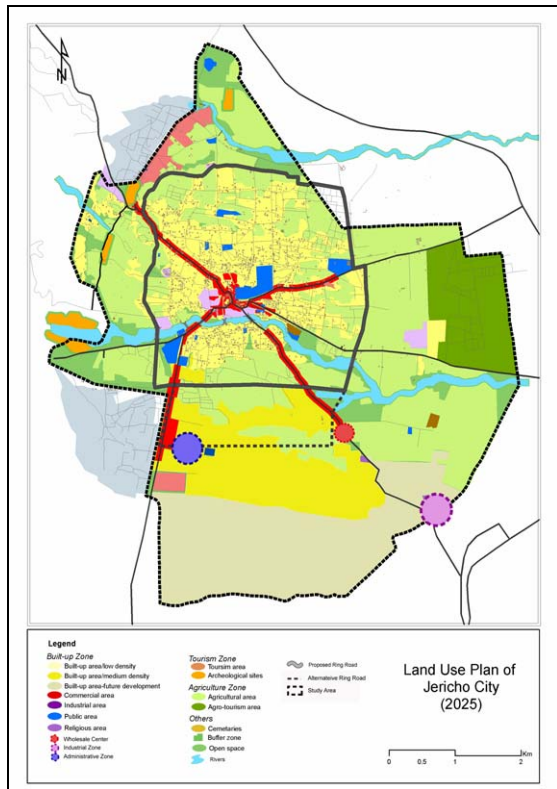 N
Legend
Built-up Zone
Built-up area/low density
Built-up area/medium density
Built-up area-future development
Commercial area
Industrial area
Public area
Religious area
Wholesale Center
Industrial Zone
Administrative Zone
Tourism Zone
Toursim area
Archeological sites
Agriculture Zone
Agricultural area
Agro-tourism area
Others
Cemetaries
Buffer zone
Open space
Rivers
Proposed Ring Road
Alternateive Ring Road
Study Area
Land Use Plan of
Jericho City
(2025)
Km
0 0.5 1 2